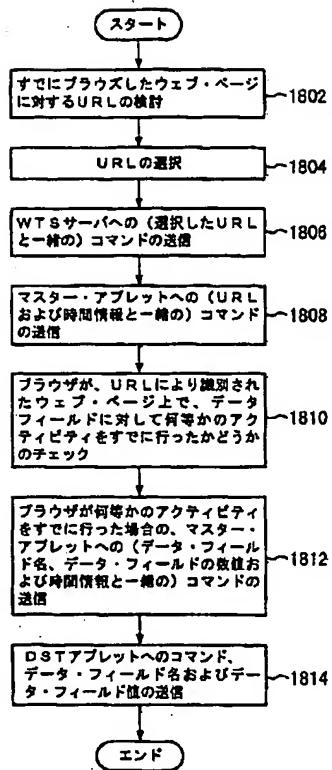 スタート
すでにブラウズしたウェブ・ページ
に対するURLの検討
1802
URLの選択
1804
WTSサーバへの(選択したURL
と一緒の)コマンドの送信
1806
マスター・アプレットへの(URL
および時間情報と一緒の)コマンド
の送信
1808
ブラウザが、URLにより識別され
たウェブ・ページ上で、データ
フィールドに対して何等かのアク
ティビティをすでに行ったかどうか
のチェック
1810
ブラウザが何等かのアクティビティ
をすでに行った場合の、マスター・
アプレットへの(データ・フィール
ド名、データ・フィールドの数値お
よび時間情報と一緒の)コマンドの
送信
1812
DSTアプレットへのコマンド、
データ・フィールド名およびデー
タ・フィールド値の送信
1814
エンド